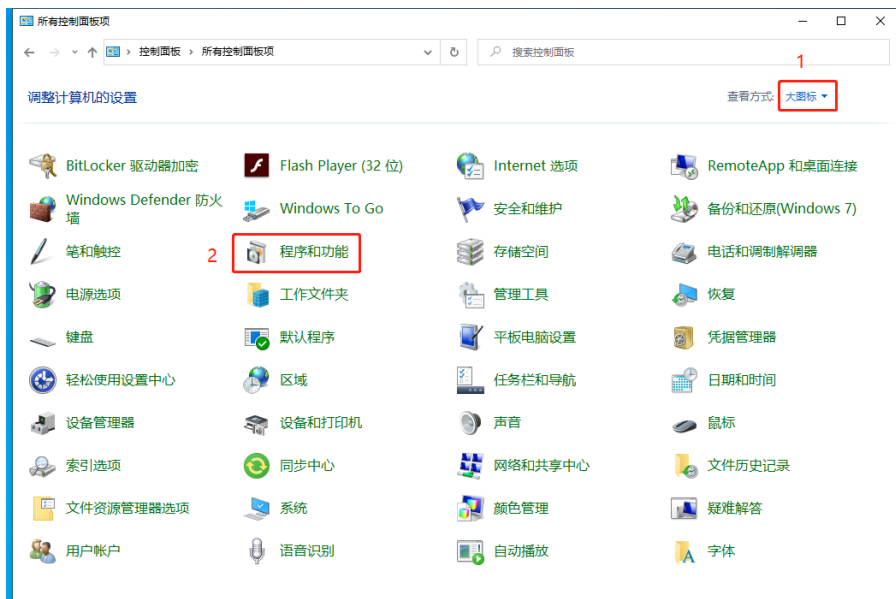 所有控制面板项
控制面板 › 所有控制面板项
搜索控制面板
1
调整计算机的设置
查看方式: 大图标
BitLocker 驱动器加密
Flash Player (32 位)
Internet 选项
RemoteApp 和桌面连接
Windows Defender 防火
墙
Windows To Go
安全和维护
备份和还原(Windows 7)
笔和触控
2
程序和功能
存储空间
电话和调制解调器
电源选项
工作文件夹
管理工具
恢复
键盘
默认程序
平板电脑设置
凭据管理器
轻松使用设置中心
区域
任务栏和导航
日期和时间
设备管理器
设备和打印机
声音
鼠标
索引选项
同步中心
网络和共享中心
文件历史记录
文件资源管理器选项
系统
颜色管理
疑难解答
用户帐户
语音识别
自动播放
字体